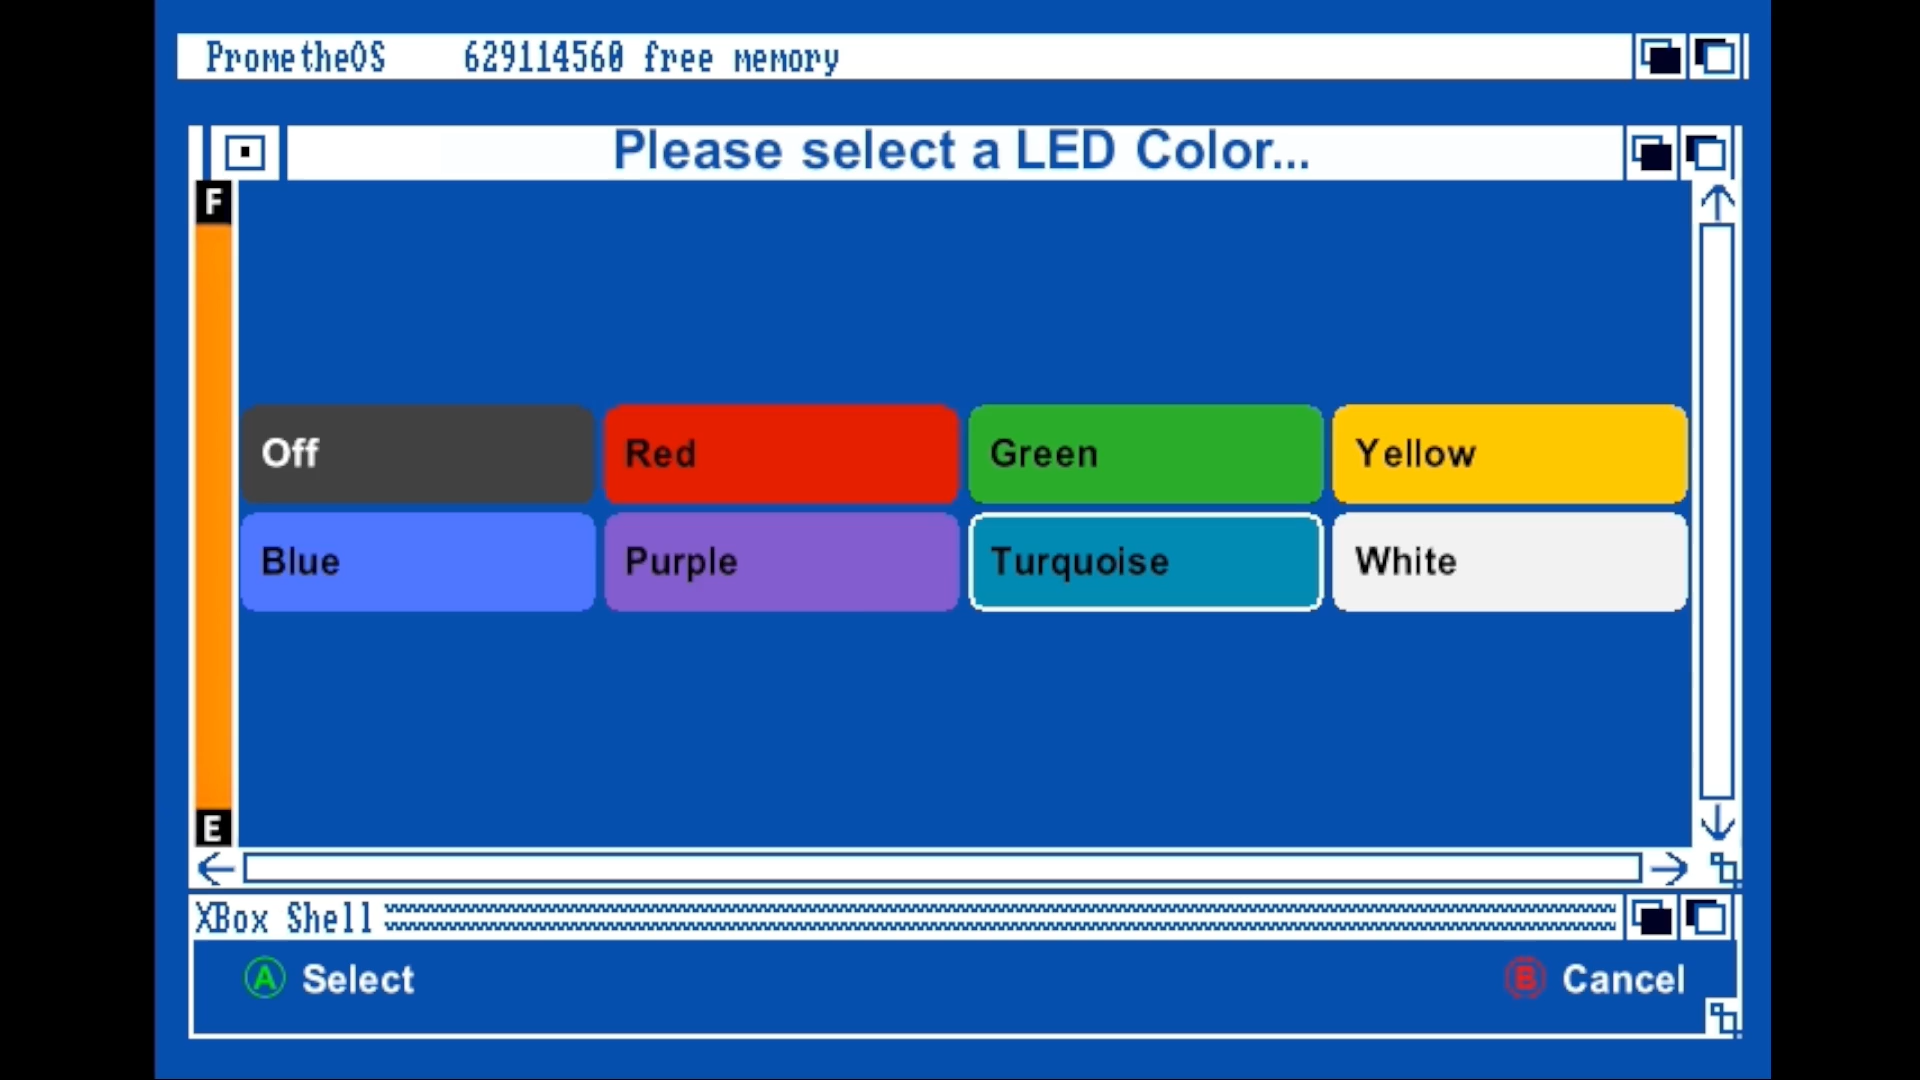 PrometheOS 629114560 free memory
Please select a LED Color...
F
Off Red Green Yellow
Blue Purple Turquoise White
E
XBox Shell
A Select B Cancel